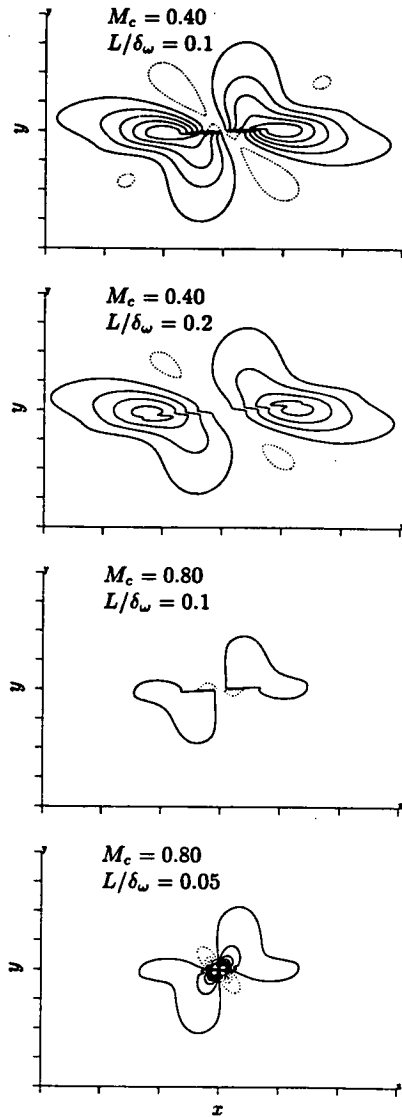 M_c = 0.40
L/δ_ω = 0.1
y
M_c = 0.40
L/δ_ω = 0.2
y
M_c = 0.80
L/δ_ω = 0.1
y
M_c = 0.80
L/δ_ω = 0.05
y
x